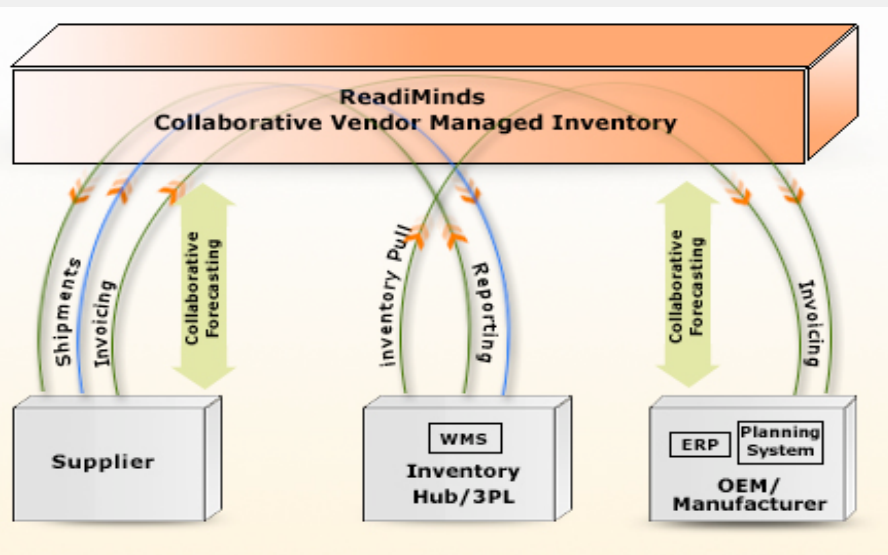 ReadiMinds
Collaborative Vendor Managed Inventory
Shipments
Invoicing
Collaborative
Forecasting
inventory Pull
Reporting
Collaborative
Forecasting
Invoicing
Supplier
WMS
Inventory
Hub/3PL
ERP
Planning
System
OEM/
Manufacturer